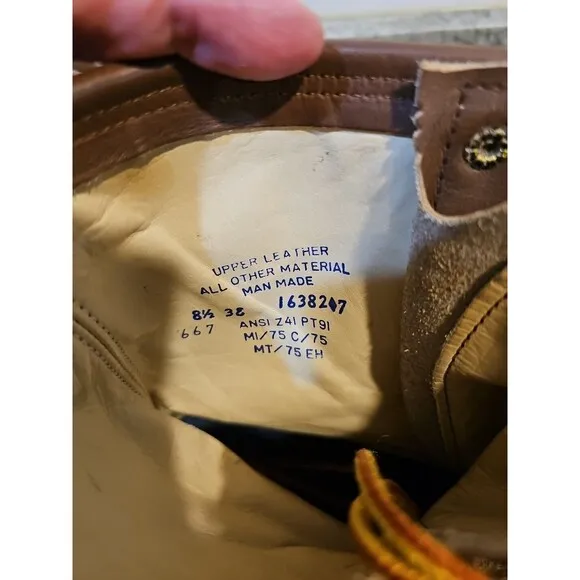 UPPER LEATHER
ALL OTHER MATERIAL
MAN MADE
8½ 3E 163827
667 ANSI Z41 PT91
MI/75 C/75
MT/75 EH